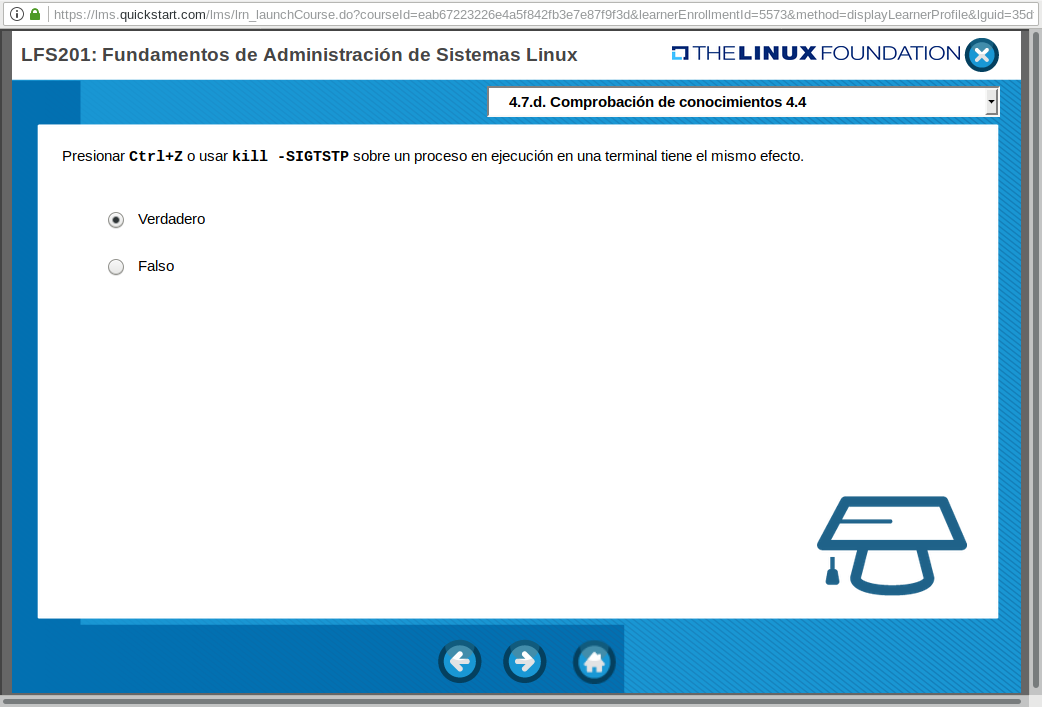 https://lms.quickstart.com/lms/lrn_launchCourse.do?courseId=eab67223226e4a5f842fb3e7e87f9f3d&learnerEnrollmentId=5573&method=displayLearnerProfile&lguid=35d
LFS201: Fundamentos de Administración de Sistemas Linux
THE LINUX FOUNDATION
4.7.d. Comprobación de conocimientos 4.4
Presionar Ctrl+Z o usar kill -SIGTSTP sobre un proceso en ejecución en una terminal tiene el mismo efecto.
Verdadero
Falso